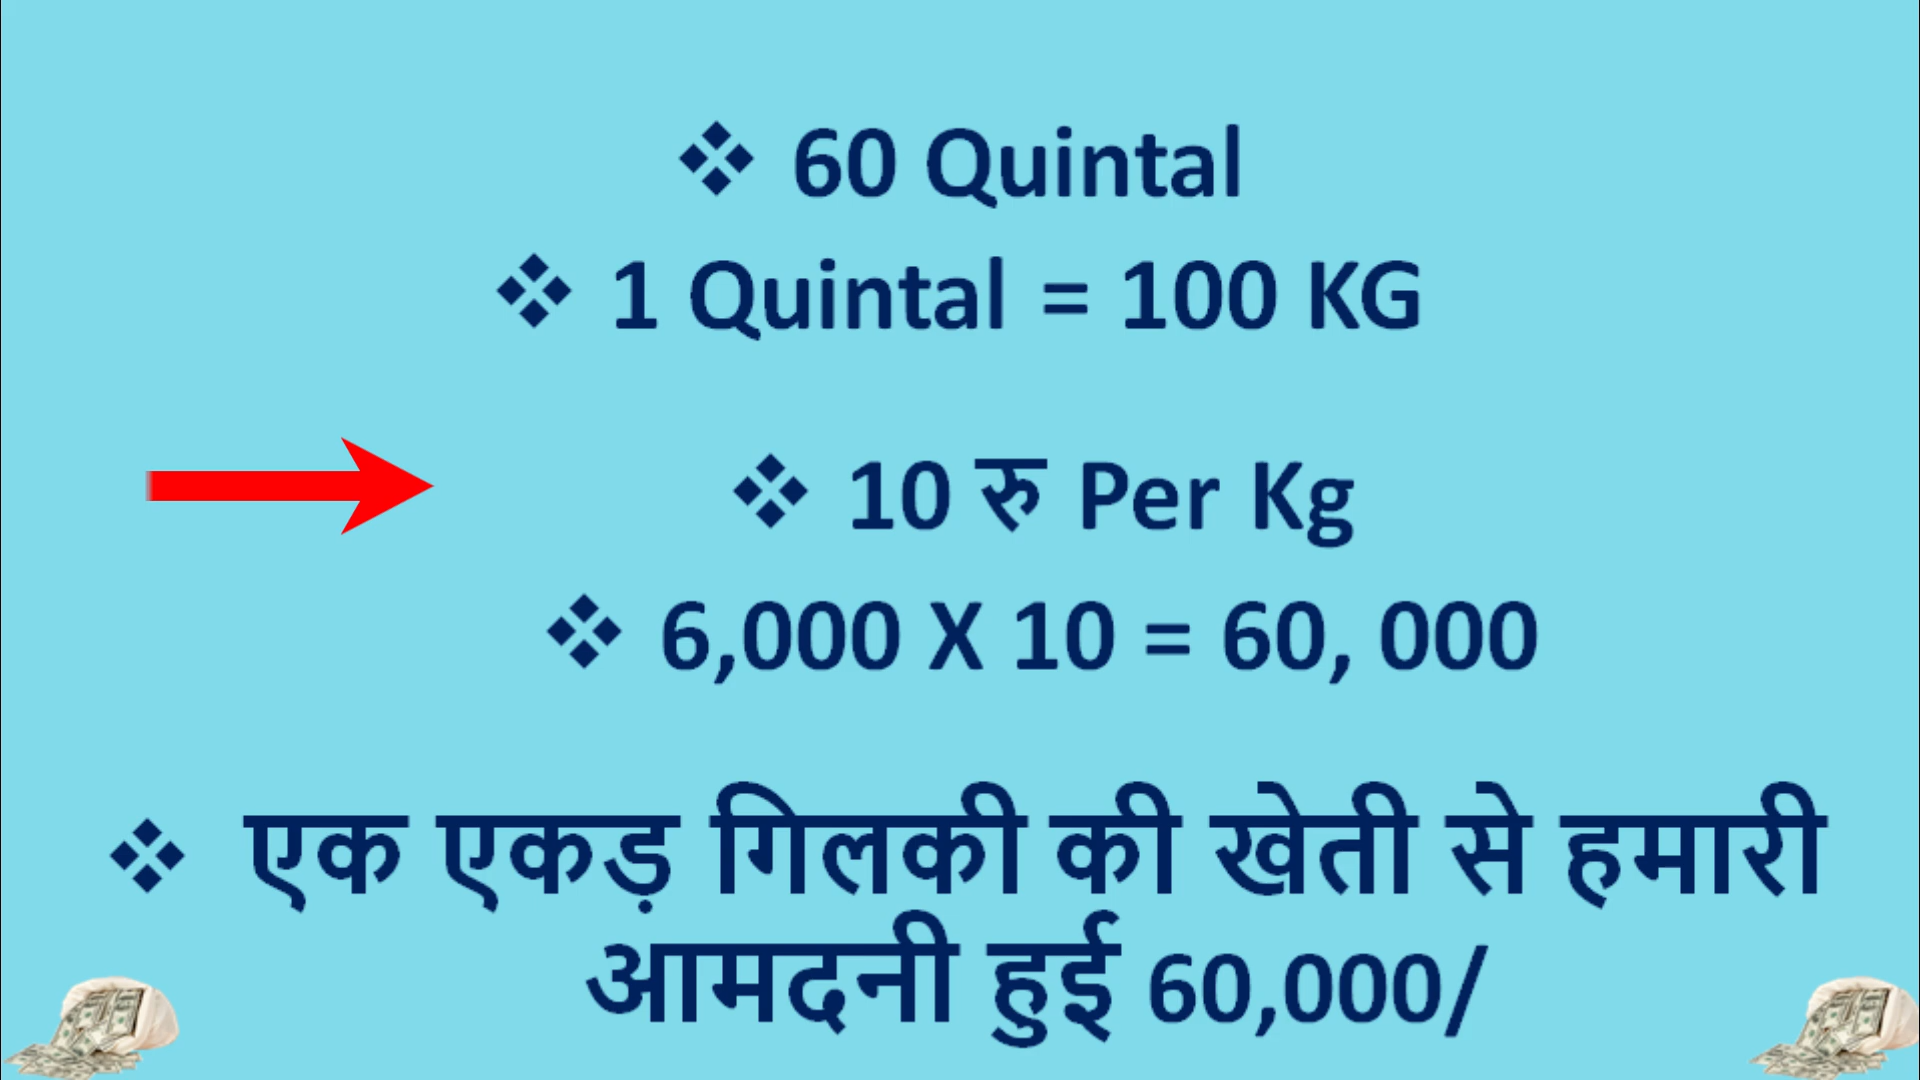 ❖ 60 Quintal
❖ 1 Quintal = 100 KG
❖ 10 रु Per Kg
❖ 6,000 X 10 = 60, 000
❖ एक एकड़ गिलकी की खेती से हमारी
आमदनी हुई 60,000/